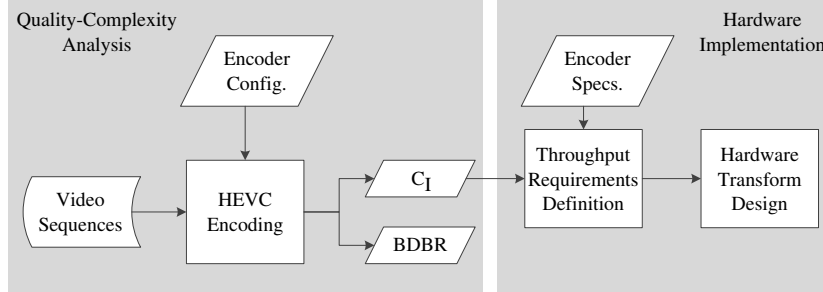 Quality-Complexity
Analysis
Hardware
Implementation
Encoder
Config.
Encoder
Specs.
Video
Sequences
HEVC
Encoding
CI
BDBR
Throughput
Requirements
Definition
Hardware
Transform
Design